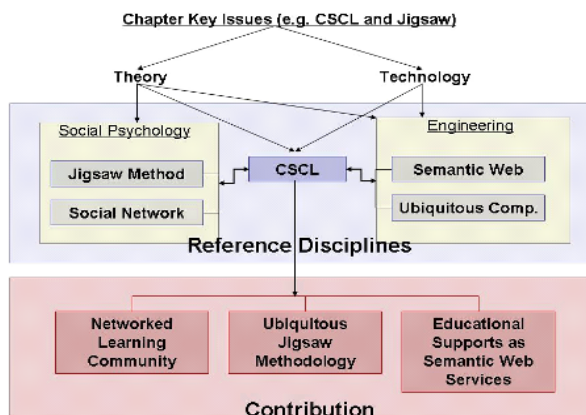 Chapter Key Issues (e.g. CSCL and Jigsaw)
Theory
Technology
Social Psychology
Engineering
Jigsaw Method
CSCL
Semantic Web
Social Network
Ubiquitous Comp.
Reference Disciplines
Networked
Learning
Community
Ubiquitous
Jigsaw
Methodology
Educational
Supports as
Semantic Web
Services
Contribution